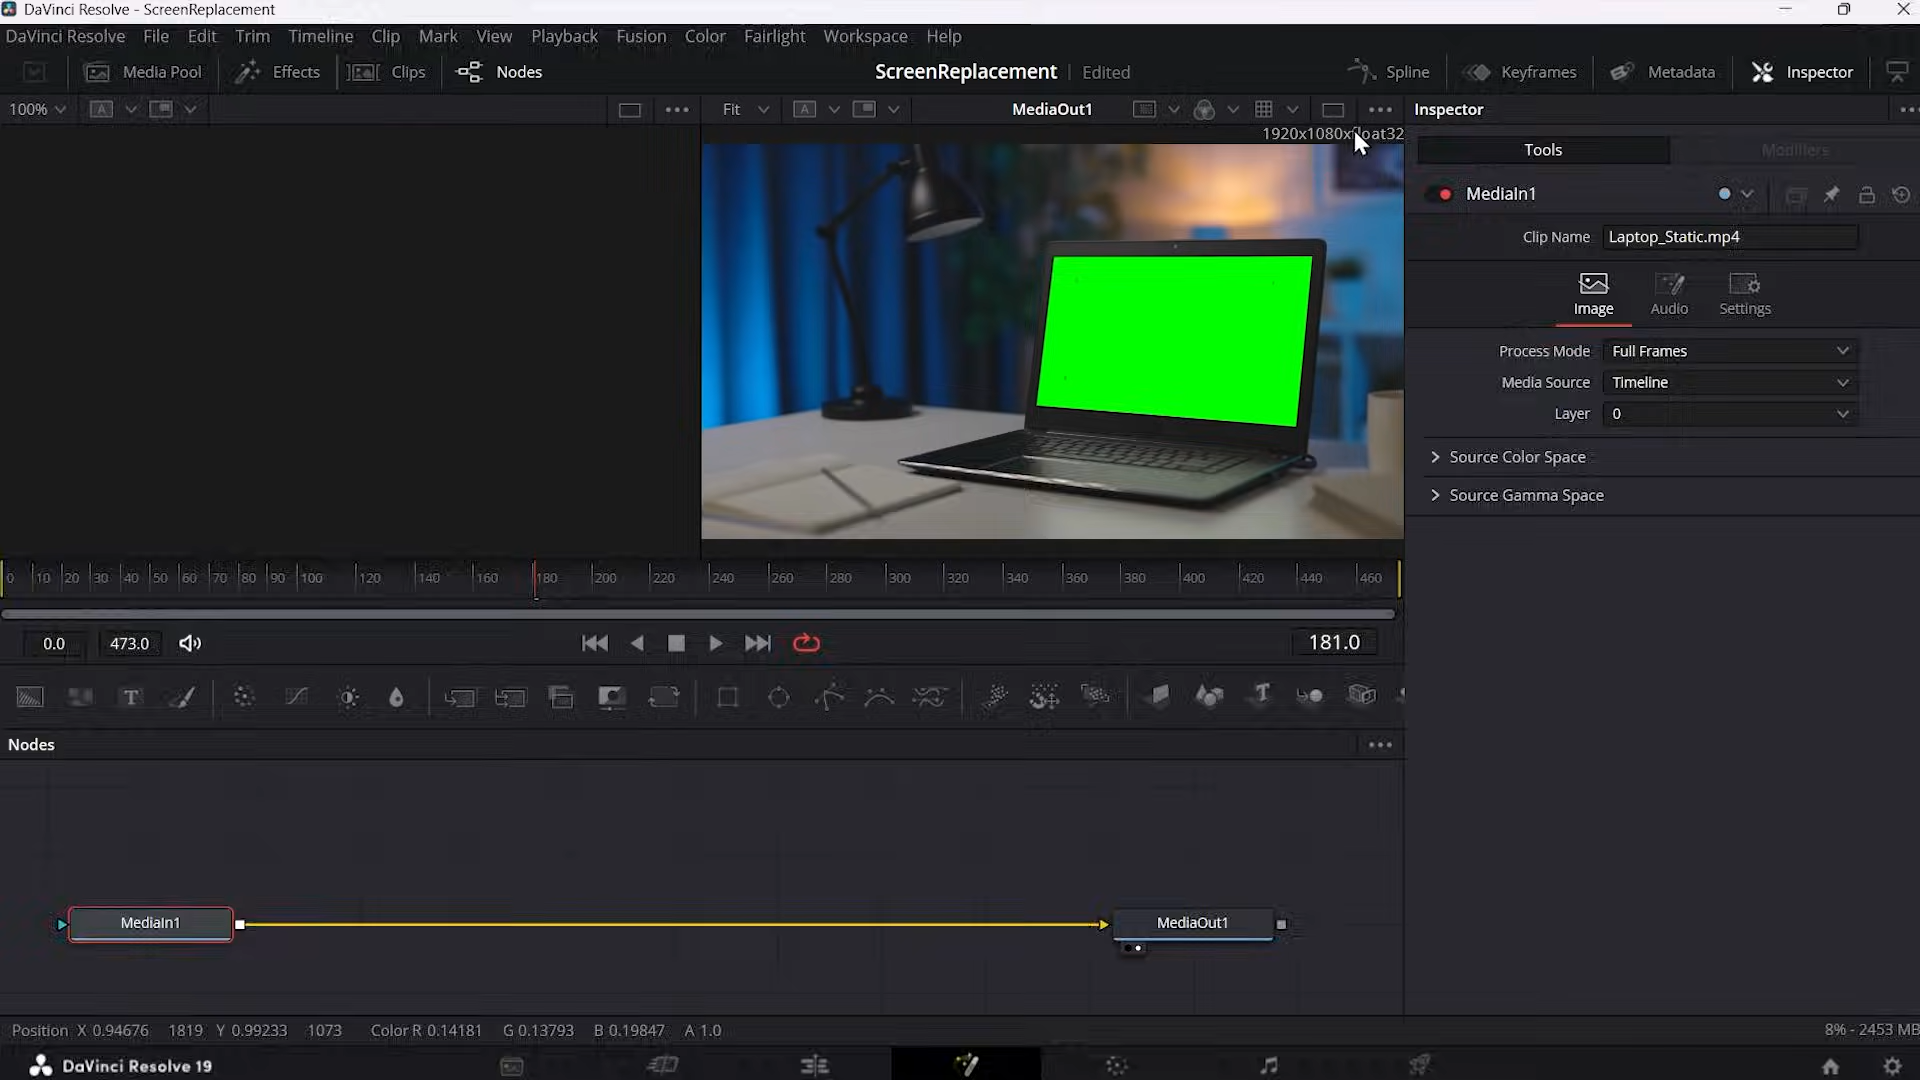 DaVinci Resolve - ScreenReplacement
DaVinci Resolve File Edit Trim Timeline Clip Mark View Playback Fusion Color Fairlight Workspace Help
Media Pool Effects Clips Nodes ScreenReplacement Edited Spline Keyframes Metadata Inspector
100% A Fit A MediaOut1 Inspector
1920x1080xfloat32
Tools Modifiers
MediaIn1
Clip Name Laptop_Static.mp4
Image Audio Settings
Process Mode Full Frames
Media Source Timeline
Layer 0
Source Color Space
Source Gamma Space
0 10 20 30 40 50 60 70 80 90 100 120 140 160 180 200 220 240 260 280 300 320 340 360 380 400 420 440 460
0.0 473.0 181.0
T T
Nodes
MediaIn1 MediaOut1
Position X 0.94676 1819 Y 0.99233 1073 Color R 0.14181 G 0.13793 B 0.19847 A 1.0 8% - 2453 MB
DaVinci Resolve 19